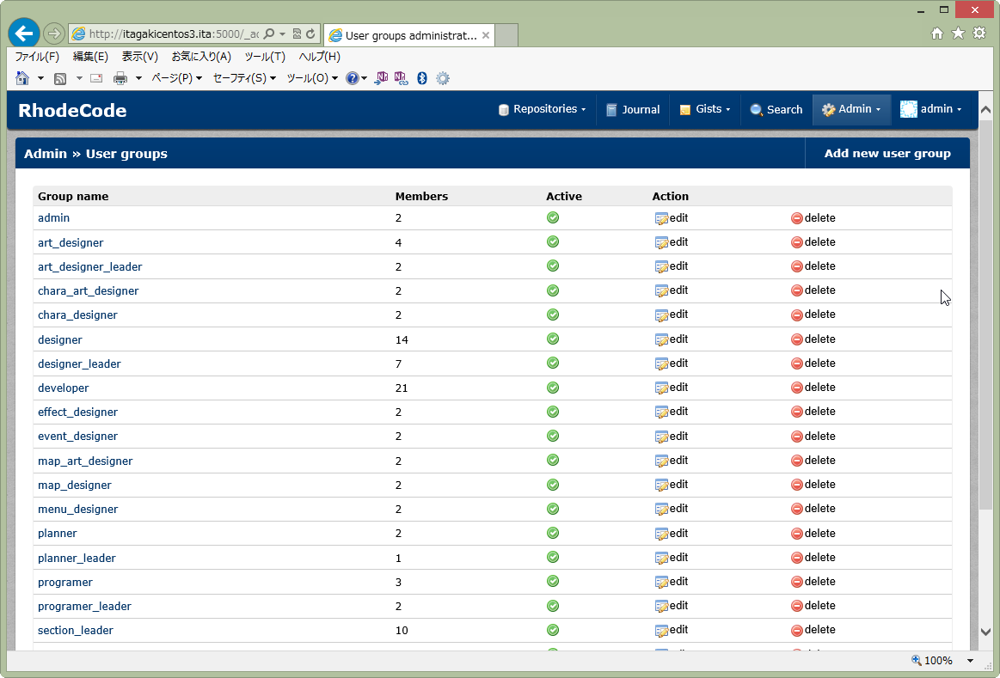 http://itagakicentos3.ita:5000/_ac
User groups administrat...
ファイル(F) 編集(E) 表示(V) お気に入り(A) ツール(T) ヘルプ(H)
ページ(P) セーフティ(S) ツール(O)
RhodeCode Repositories Journal Gists Search Admin admin
Admin » User groups Add new user group
Group name Members Active Action
admin 2 edit delete
art_designer 4 edit delete
art_designer_leader 2 edit delete
chara_art_designer 2 edit delete
chara_designer 2 edit delete
designer 14 edit delete
designer_leader 7 edit delete
developer 21 edit delete
effect_designer 2 edit delete
event_designer 2 edit delete
map_art_designer 2 edit delete
map_designer 2 edit delete
menu_designer 2 edit delete
planner 2 edit delete
planner_leader 1 edit delete
programer 3 edit delete
programer_leader 2 edit delete
section_leader 10 edit delete
100%